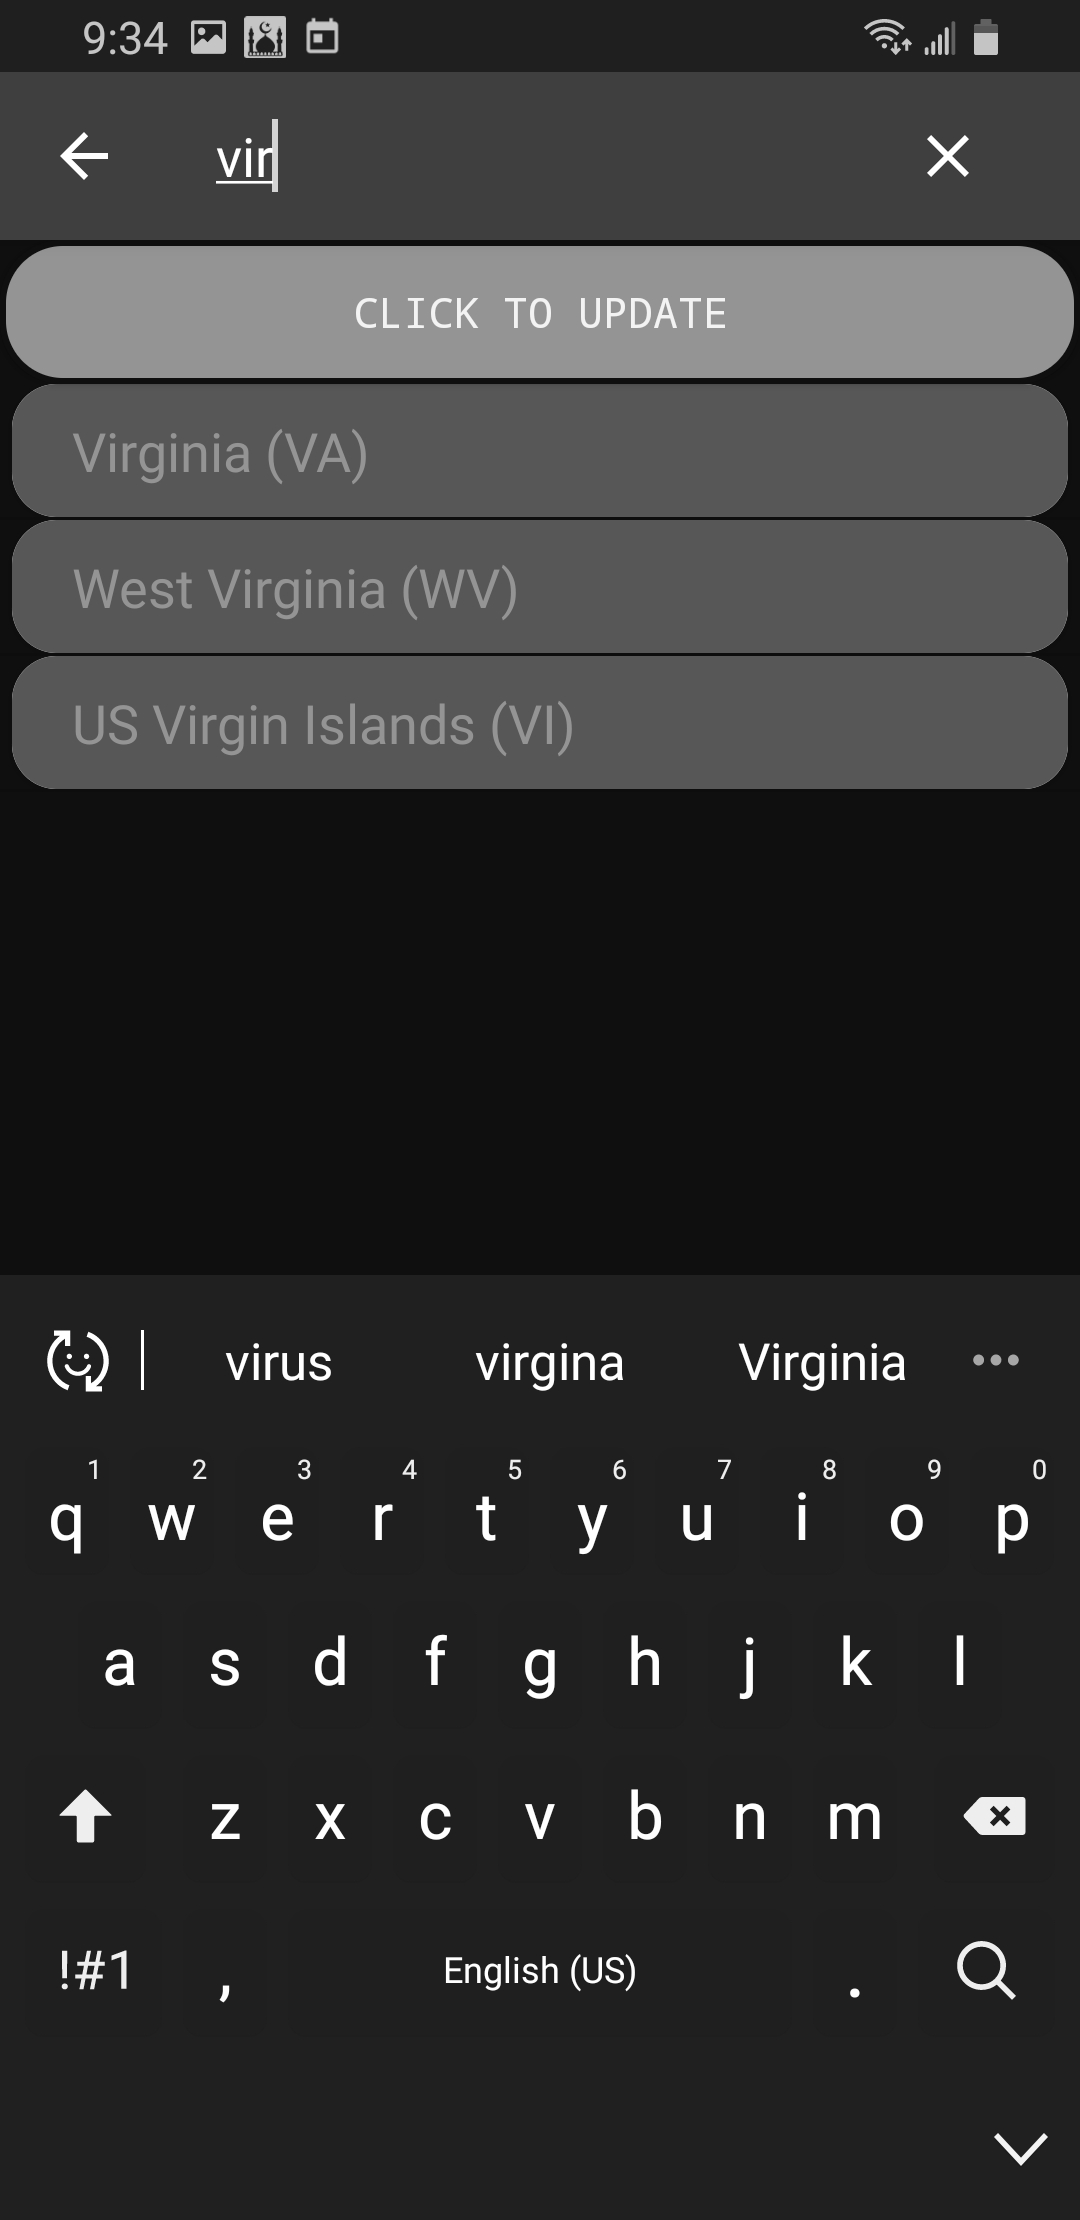 9:34
vir
CLICK TO UPDATE
Virginia (VA)
West Virginia (WV)
US Virgin Islands (VI)
virus virgina Virginia
1 2 3 4 5 6 7 8 9 0
q w e r t y u i o p
a s d f g h j k l
z x c v b n m
!#1 , English (US) .